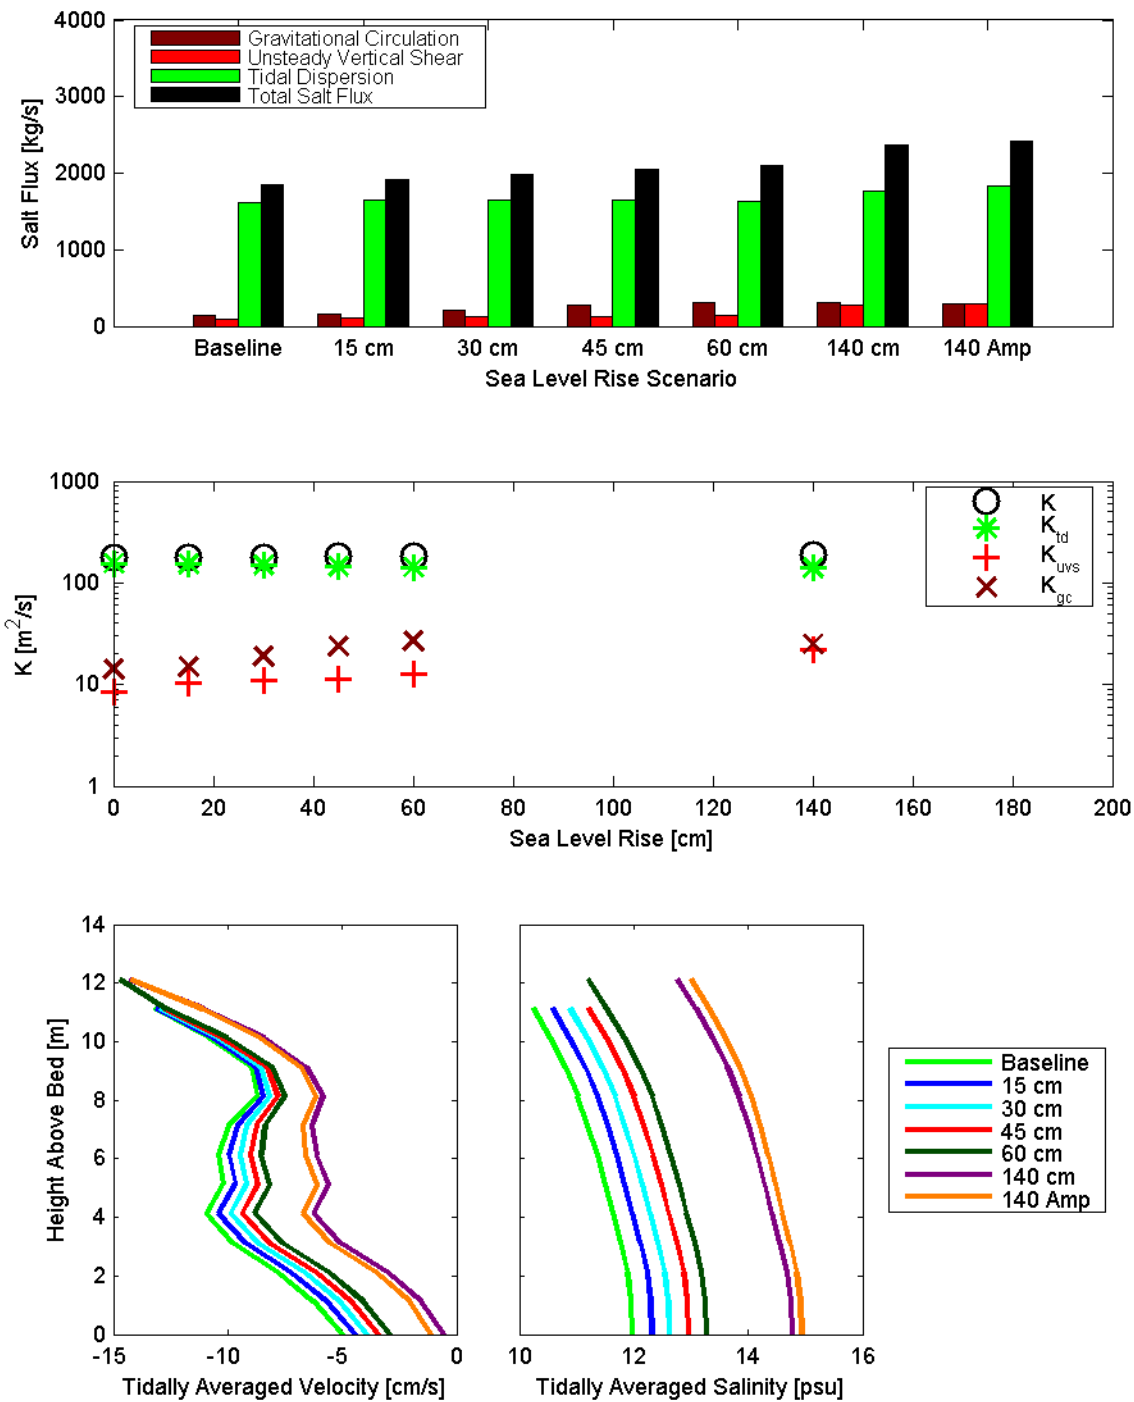 4000
3000
2000
1000
0
Salt Flux [kg/s]
Gravitational Circulation
Unsteady Vertical Shear
Tidal Dispersion
Total Salt Flux
Baseline 15 cm 30 cm 45 cm 60 cm 140 cm 140 Amp
Sea Level Rise Scenario
1000
100
10
1
K [m²/s]
K
K_td
K_uvs
K_gc
0 20 40 60 80 100 120 140 160 180 200
Sea Level Rise [cm]
14
12
10
8
6
4
2
0
Height Above Bed [m]
-15 -10 -5 0
Tidally Averaged Velocity [cm/s]
10 12 14 16
Tidally Averaged Salinity [psu]
Baseline
15 cm
30 cm
45 cm
60 cm
140 cm
140 Amp